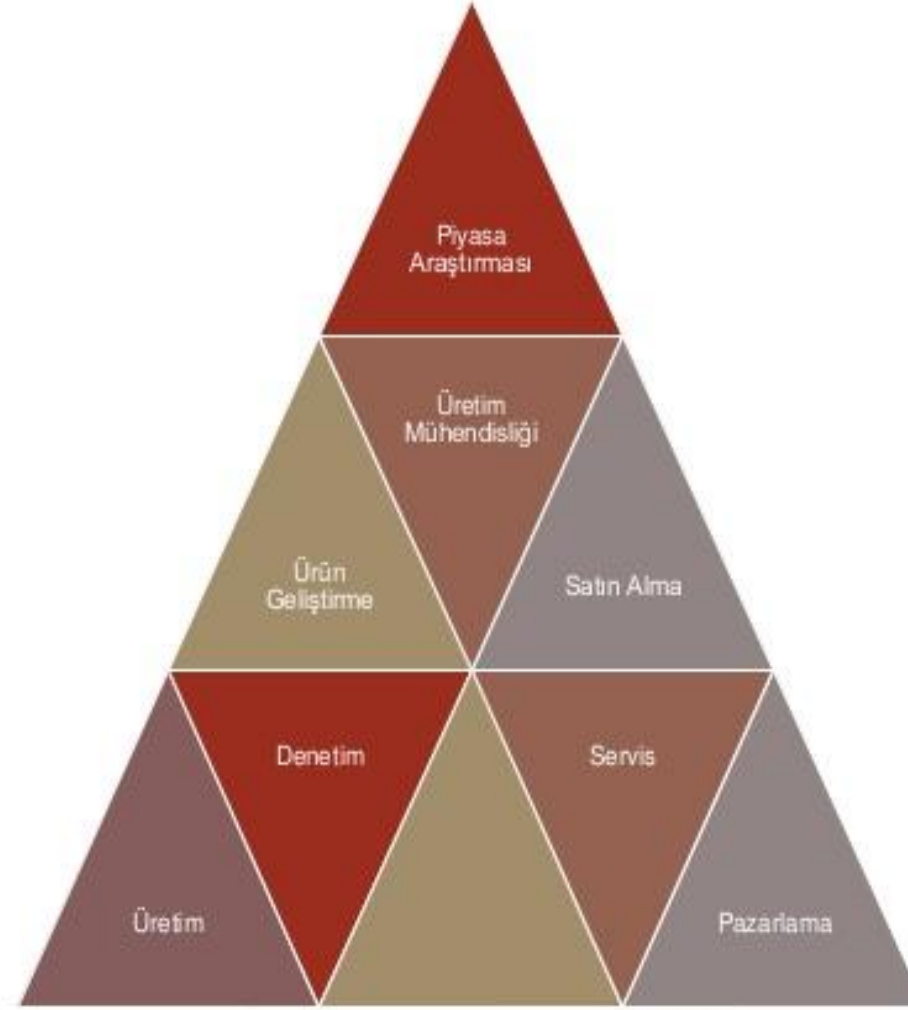 Piyasa
Araştırması
Üretim
Mühendisliği
Ürün
Geliştirme
Satın Alma
Denetim
Servis
Üretim
Pazarlama